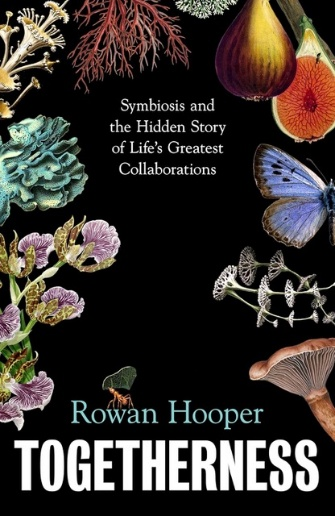 Symbiosis and
the Hidden Story
of Life's Greatest
Collaborations
Rowan Hooper
TOGETHERNESS